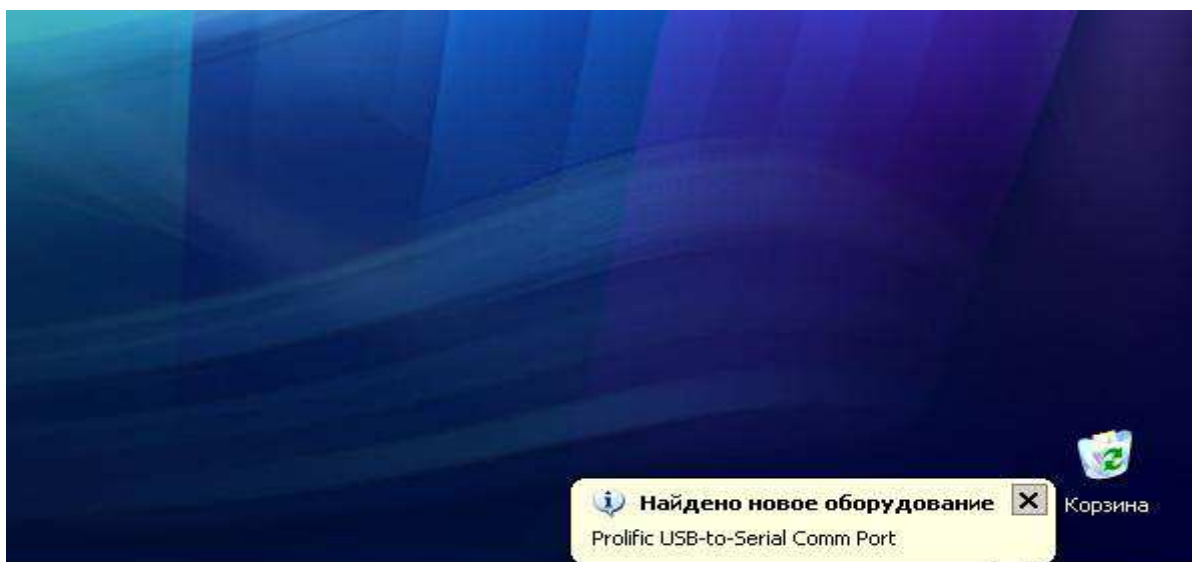 Найдено новое оборудование
Prolific USB-to-Serial Comm Port
Корзина